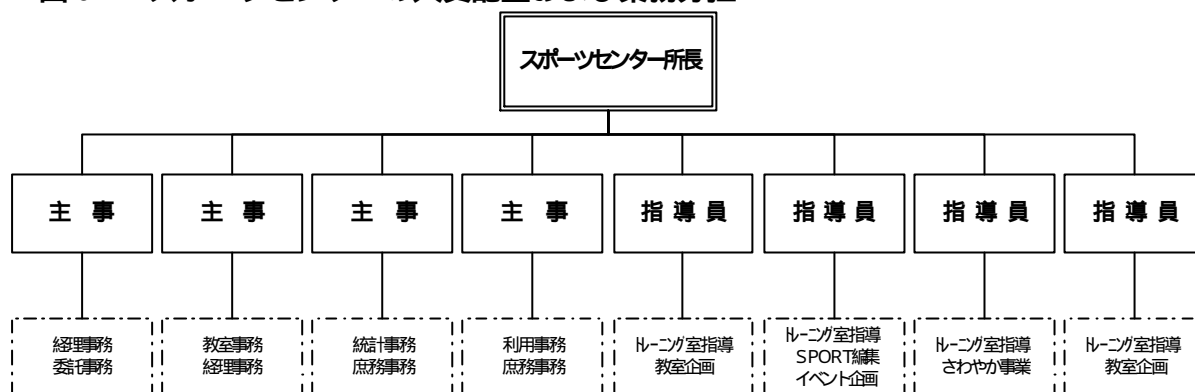 スポーツセンター所長
主 事
主 事
主 事
主 事
指 導 員
指 導 員
指 導 員
指 導 員
経理事務
委託事務
教室事務
経理事務
統計事務
庶務事務
利用事務
庶務事務
トレーニング室指導
教室企画
トレーニング室指導
SPORT編集
イベント企画
トレーニング室指導
さわやか事業
トレーニング室指導
教室企画